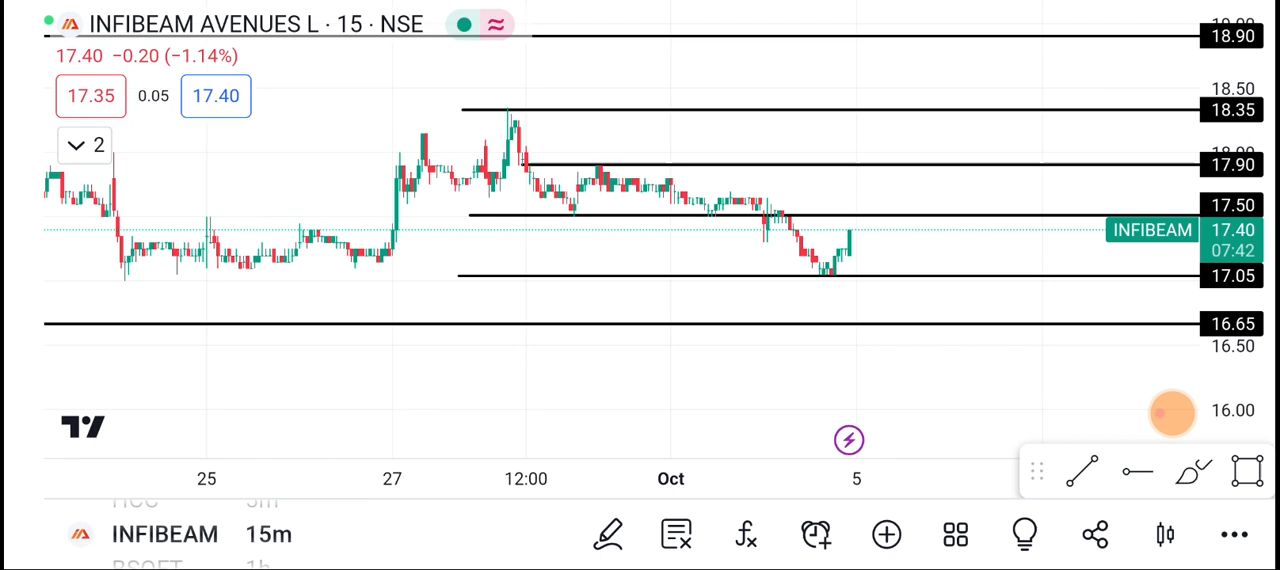 INFIBEAM AVENUES L · 15 · NSE
17.40 −0.20 (−1.14%)
17.35 0.05 17.40
2
18.90
18.50
18.35
17.90
17.50
INFIBEAM 17.40
07:42
17.05
16.65
16.50
16.00
25 27 12:00 Oct 5
INFIBEAM 15m